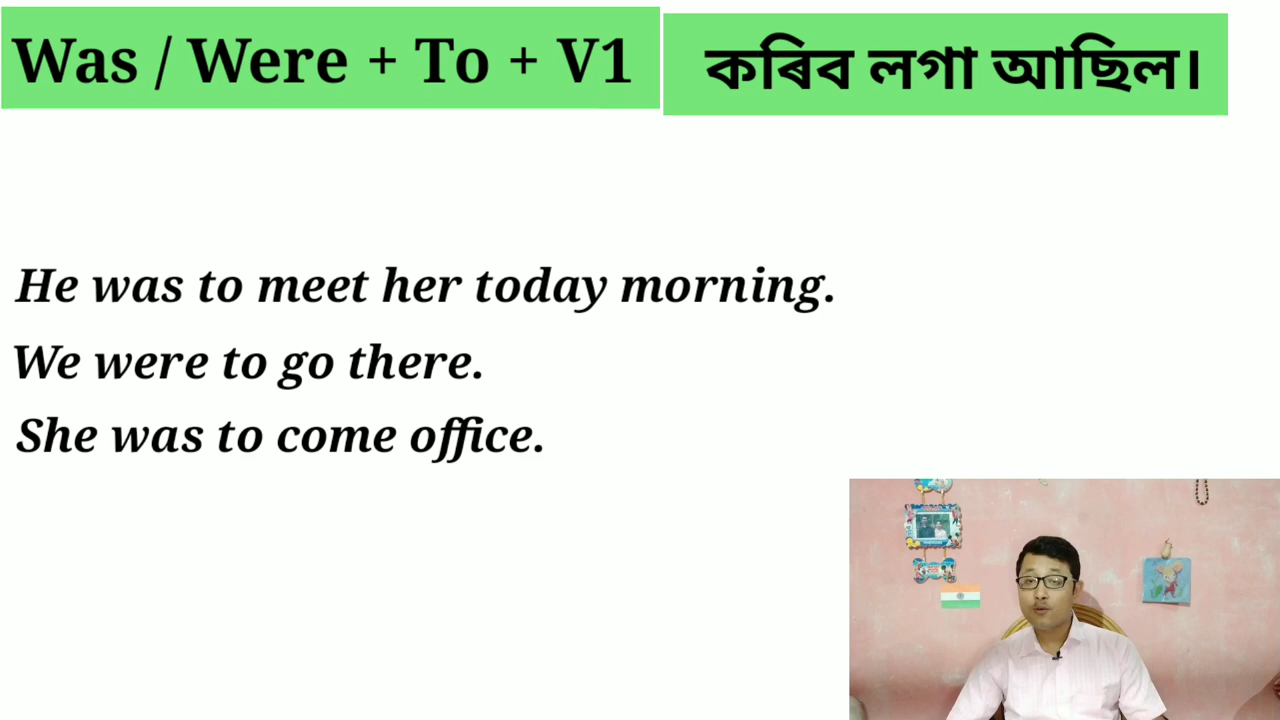 Was / Were + To + V1
কৰিব লগা আছিল।
He was to meet her today morning.
We were to go there.
She was to come office.